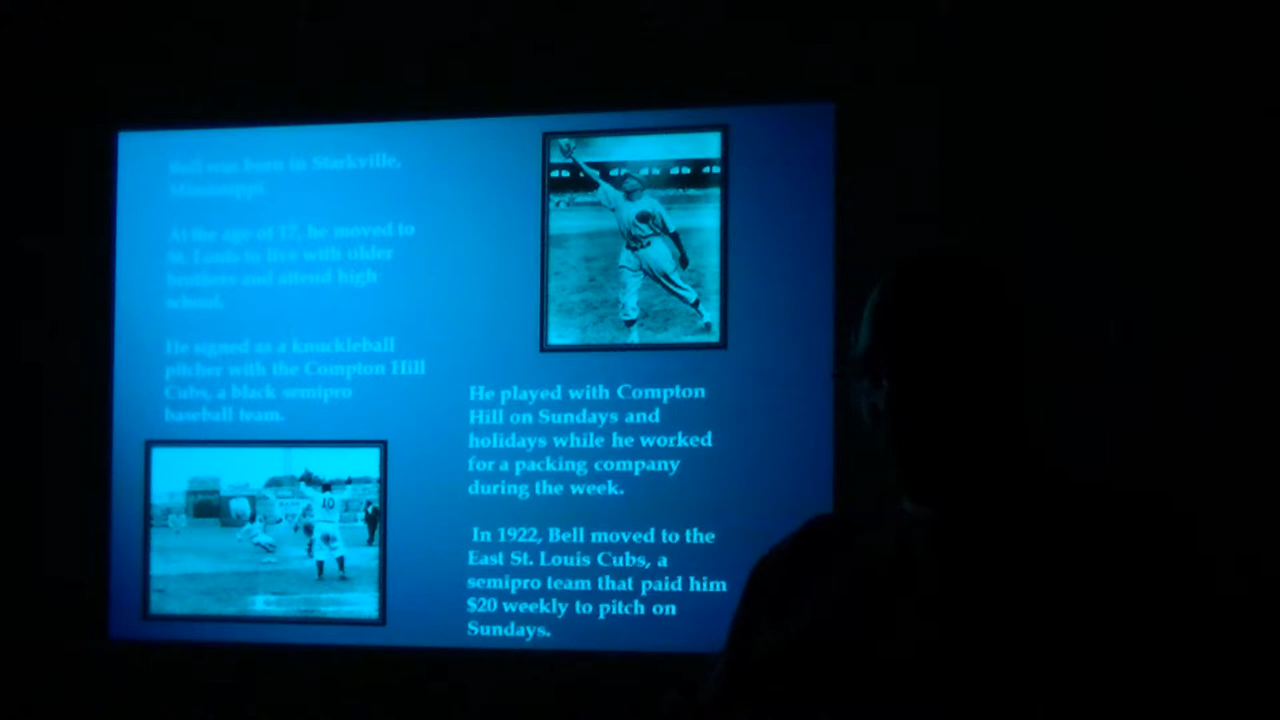 Bell was born in Starkville,
Mississippi.
At the age of 17, he moved to
St. Louis to live with older
brothers and attend high
school.
He signed as a knuckleball
pitcher with the Compton Hill
Cubs, a black semipro
baseball team.
10
He played with Compton
Hill on Sundays and
holidays while he worked
for a packing company
during the week.
In 1922, Bell moved to the
East St. Louis Cubs, a
semipro team that paid him
$20 weekly to pitch on
Sundays.